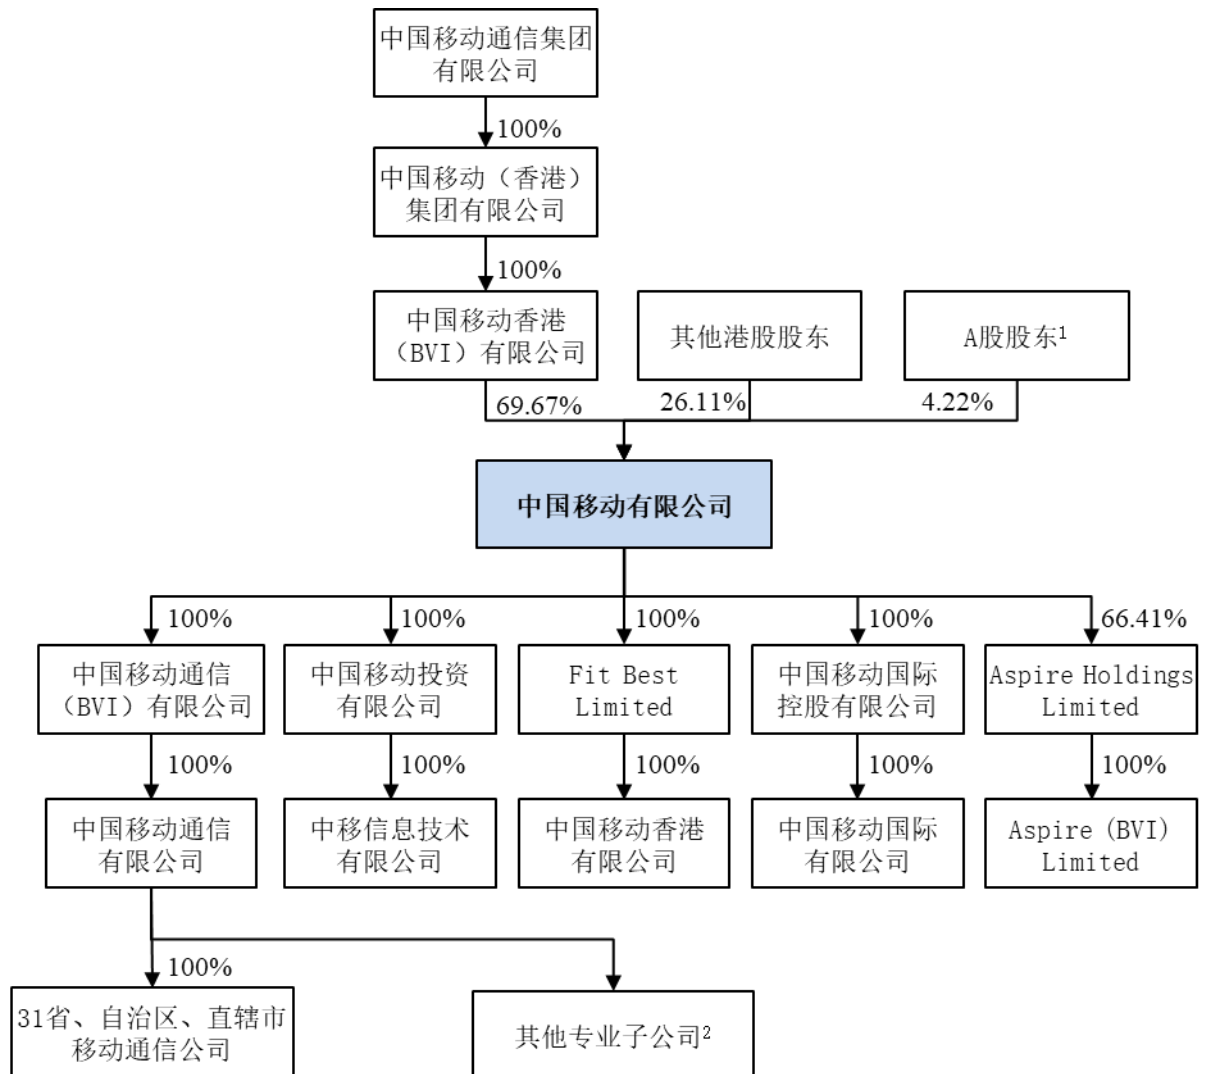 中国移动通信集团
有限公司
100%
中国移动（香港）
集团有限公司
100%
中国移动香港
（BVI）有限公司
其他港股股东
A股股东1
69.67%
26.11%
4.22%
中国移动有限公司
100%
100%
100%
100%
66.41%
中国移动通信
（BVI）有限公司
中国移动投资
有限公司
Fit Best
Limited
中国移动国际
控股有限公司
Aspire Holdings
Limited
100%
100%
100%
100%
100%
中国移动通信
有限公司
中移信息技术
有限公司
中国移动香港
有限公司
中国移动国际
有限公司
Aspire (BVI)
Limited
100%
31省、自治区、直辖市
移动通信公司
其他专业子公司2